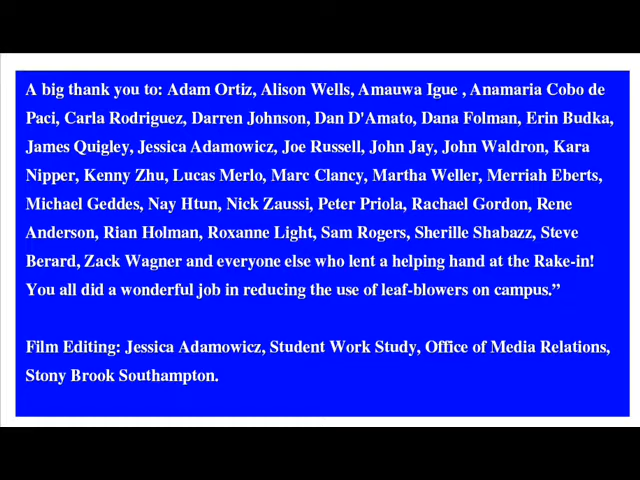 A big thank you to: Adam Ortiz, Alison Wells, Amauwa Igue , Anamaria Cobo de
Paci, Carla Rodriguez, Darren Johnson, Dan D'Amato, Dana Folman, Erin Budka,
James Quigley, Jessica Adamowicz, Joe Russell, John Jay, John Waldron, Kara
Nipper, Kenny Zhu, Lucas Merlo, Marc Clancy, Martha Weller, Merriah Eberts,
Michael Geddes, Nay Htun, Nick Zaussi, Peter Priola, Rachael Gordon, Rene
Anderson, Rian Holman, Roxanne Light, Sam Rogers, Sherille Shabazz, Steve
Berard, Zack Wagner and everyone else who lent a helping hand at the Rake-in!
You all did a wonderful job in reducing the use of leaf-blowers on campus.”
Film Editing: Jessica Adamowicz, Student Work Study, Office of Media Relations,
Stony Brook Southampton.